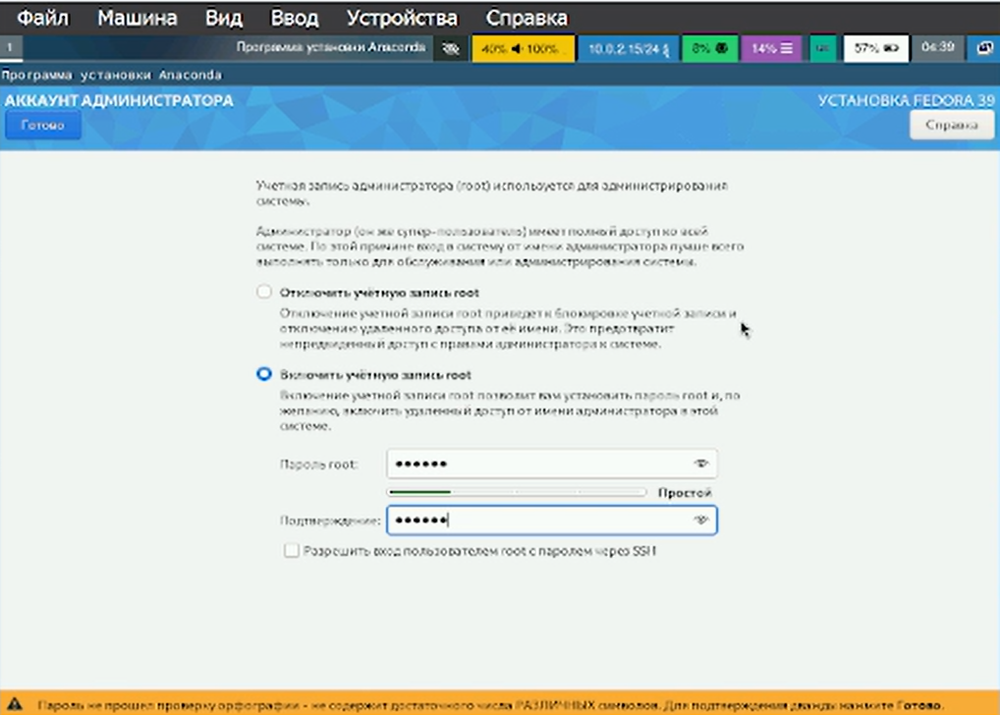 Файл Машина Вид Ввод Устройства Справка
1 Программа установки Anaconda 40% 100% 10.0.2.15/24 8% 14% 57% 04:39
Программа установки Anaconda
АККАУНТ АДМИНИСТРАТОРА УСТАНОВКА FEDORA 39
Готово Справка
Учетная запись администратора (root) используется для администрирования
системы.
Администратор (он же супер-пользователь) имеет полный доступ ко всей
системе. По этой причине вход в систему от имени администратора лучше всего
выполнять только для обслуживания или администрирования системы.
Отключить учётную запись root
Отключение учетной записи root приведет к блокировке учетной записи и
отключению удаленного доступа от её имени. Это предотвратит
непредвиденный доступ с правами администратора к системе.
Включить учётную запись root
Включение учетной записи root позволит вам установить пароль root и, по
желанию, включить удаленный доступ от имени администратора в этой
системе.
Пароль root: ••••••
Простой
Подтверждение: ••••••
Разрешить вход пользователем root с паролем через SSH
Пароль не прошел проверку орфографии - не содержит достаточного числа РАЗЛИЧНЫХ символов. Для подтверждения дважды нажмите Готово.